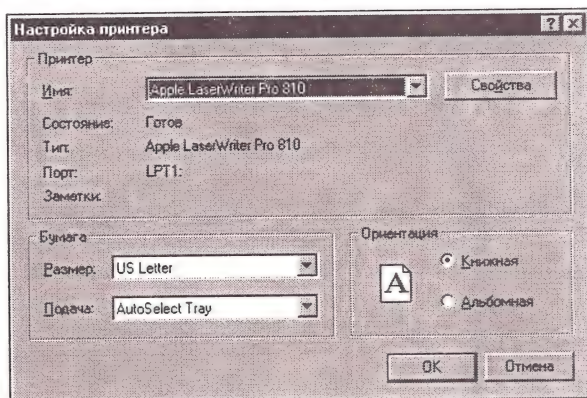 Настройка принтера
Принтер
Имя: Apple LaserWriter Pro 810 Свойства
Состояние: Готов
Тип: Apple LaserWriter Pro 810
Порт: LPT1:
Заметки:
Бумага
Размер: US Letter
Подача: AutoSelect Tray
Ориентация
A
Книжная
Альбомная
OK Отмена